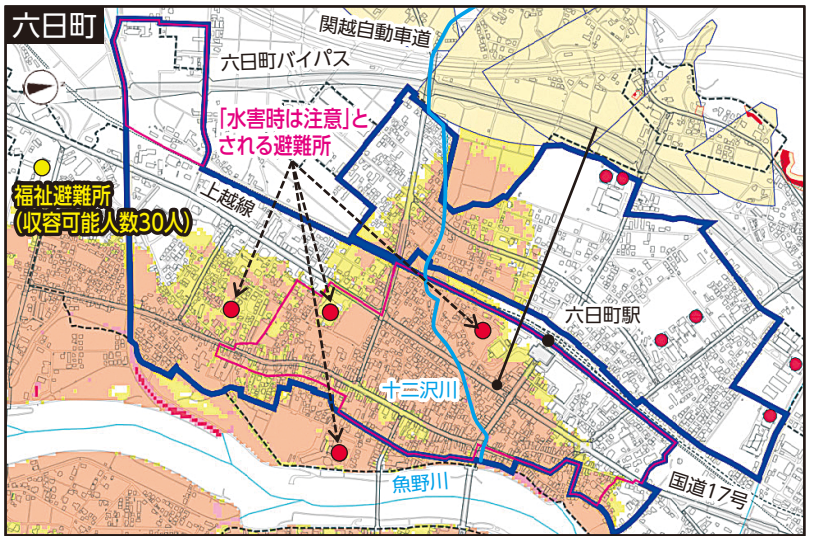 六日町
関越自動車道
六日町バイパス
「水害時は注意」と
される避難所
福祉避難所
(収容可能人数30人)
上越線
六日町駅
十二沢川
魚野川
国道17号